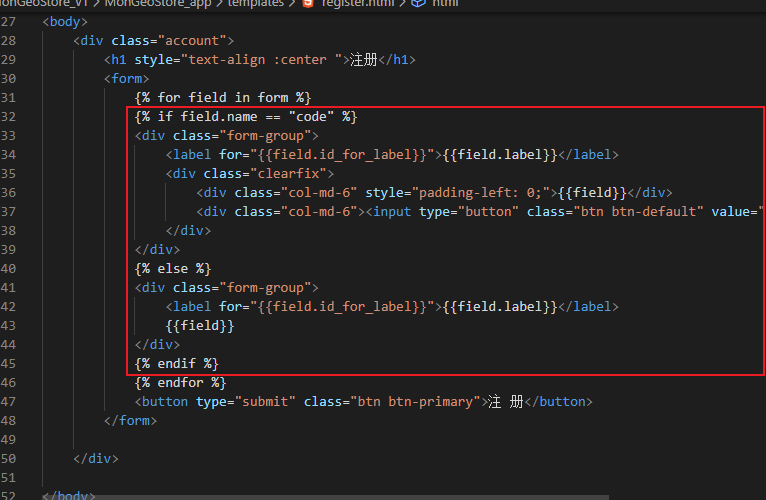 MonGeoStore_V1 > MonGeoStore_app > templates > register.html > html
27 <body>
28 <div class="account">
29 <h1 style="text-align :center ">注册</h1>
30 <form>
31 {% for field in form %}
32 {% if field.name == "code" %}
33 <div class="form-group">
34 <label for="{{field.id_for_label}}">{{field.label}}</label>
35 <div class="clearfix">
36 <div class="col-md-6" style="padding-left: 0;">{{field}}</div>
37 <div class="col-md-6"><input type="button" class="btn btn-default" value="
38 </div>
39 </div>
40 {% else %}
41 <div class="form-group">
42 <label for="{{field.id_for_label}}">{{field.label}}</label>
43 {{field}}
44 </div>
45 {% endif %}
46 {% endfor %}
47 <button type="submit" class="btn btn-primary">注 册</button>
48 </form>
49
50 </div>
51
52 </body>